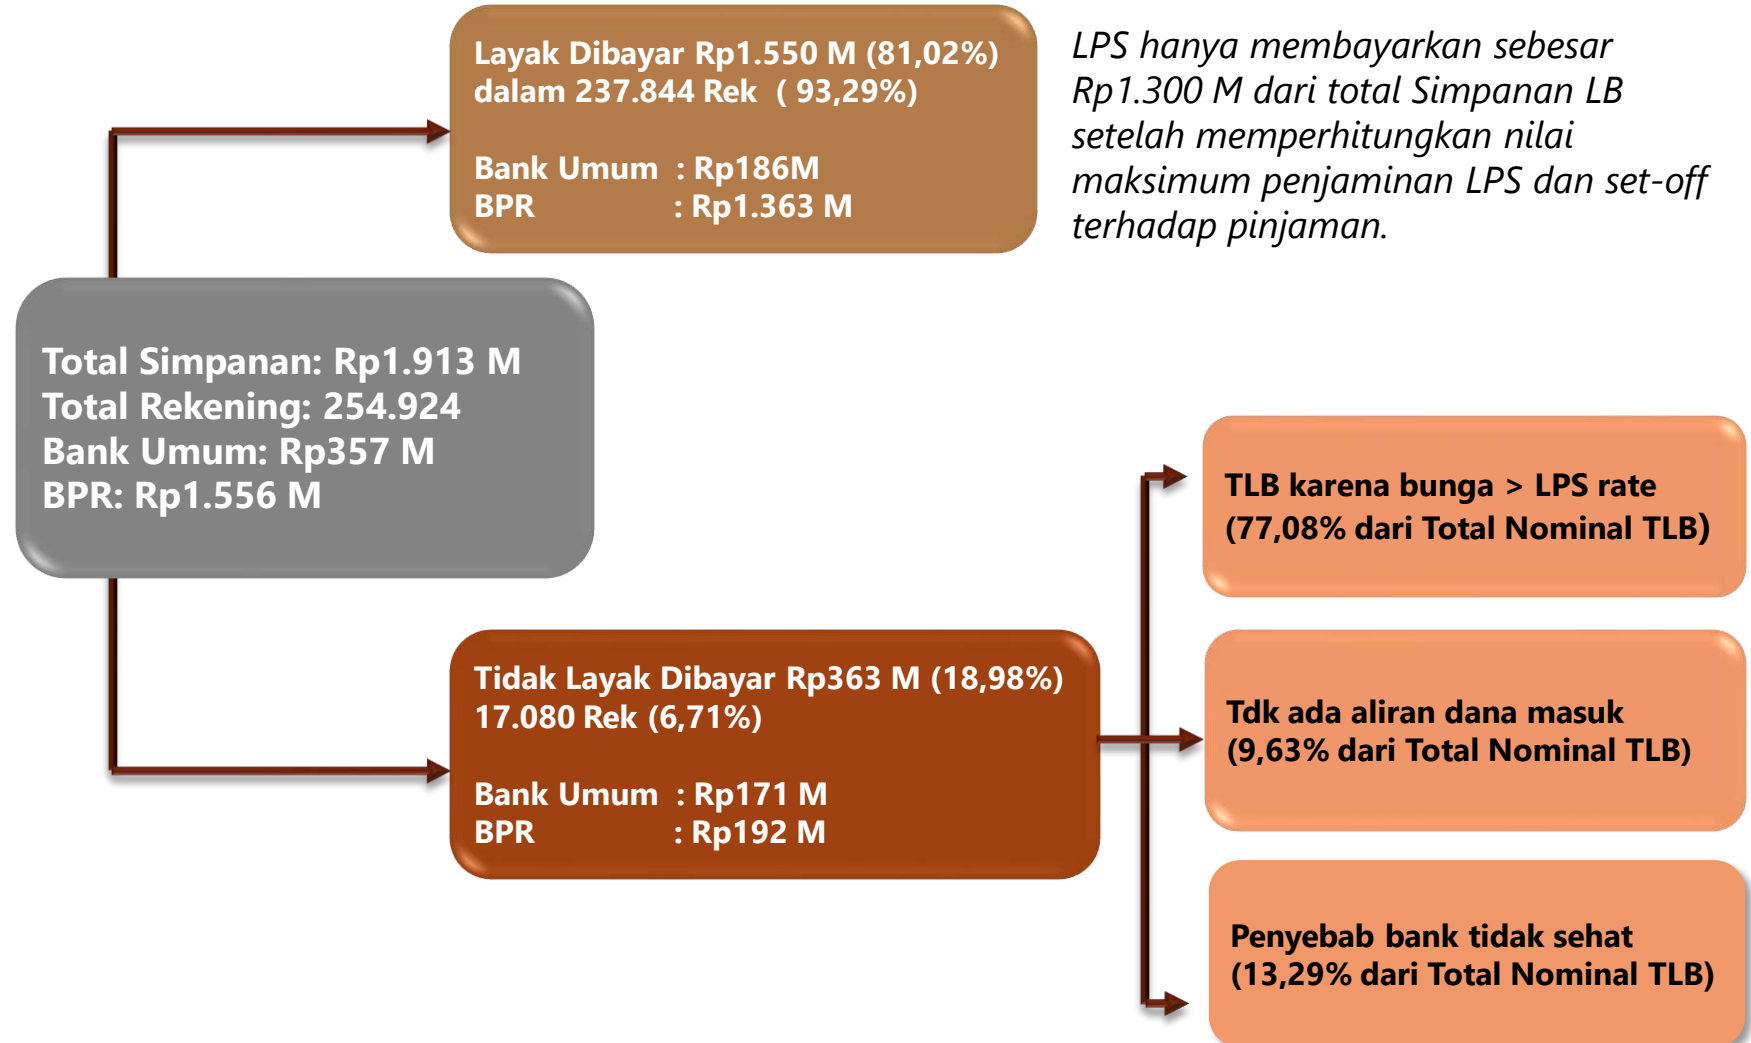 Layak Dibayar Rp1.550 M (81,02%)
dalam 237.844 Rek ( 93,29%)
Bank Umum : Rp186M
BPR : Rp1.363 M
LPS hanya membayarkan sebesar
Rp1.300 M dari total Simpanan LB
setelah memperhitungkan nilai
maksimum penjaminan LPS dan set-off
terhadap pinjaman.
Total Simpanan: Rp1.913 M
Total Rekening: 254.924
Bank Umum: Rp357 M
BPR: Rp1.556 M
Tidak Layak Dibayar Rp363 M (18,98%)
17.080 Rek (6,71%)
Bank Umum : Rp171 M
BPR : Rp192 M
TLB karena bunga > LPS rate
(77,08% dari Total Nominal TLB)
Tdk ada aliran dana masuk
(9,63% dari Total Nominal TLB)
Penyebab bank tidak sehat
(13,29% dari Total Nominal TLB)